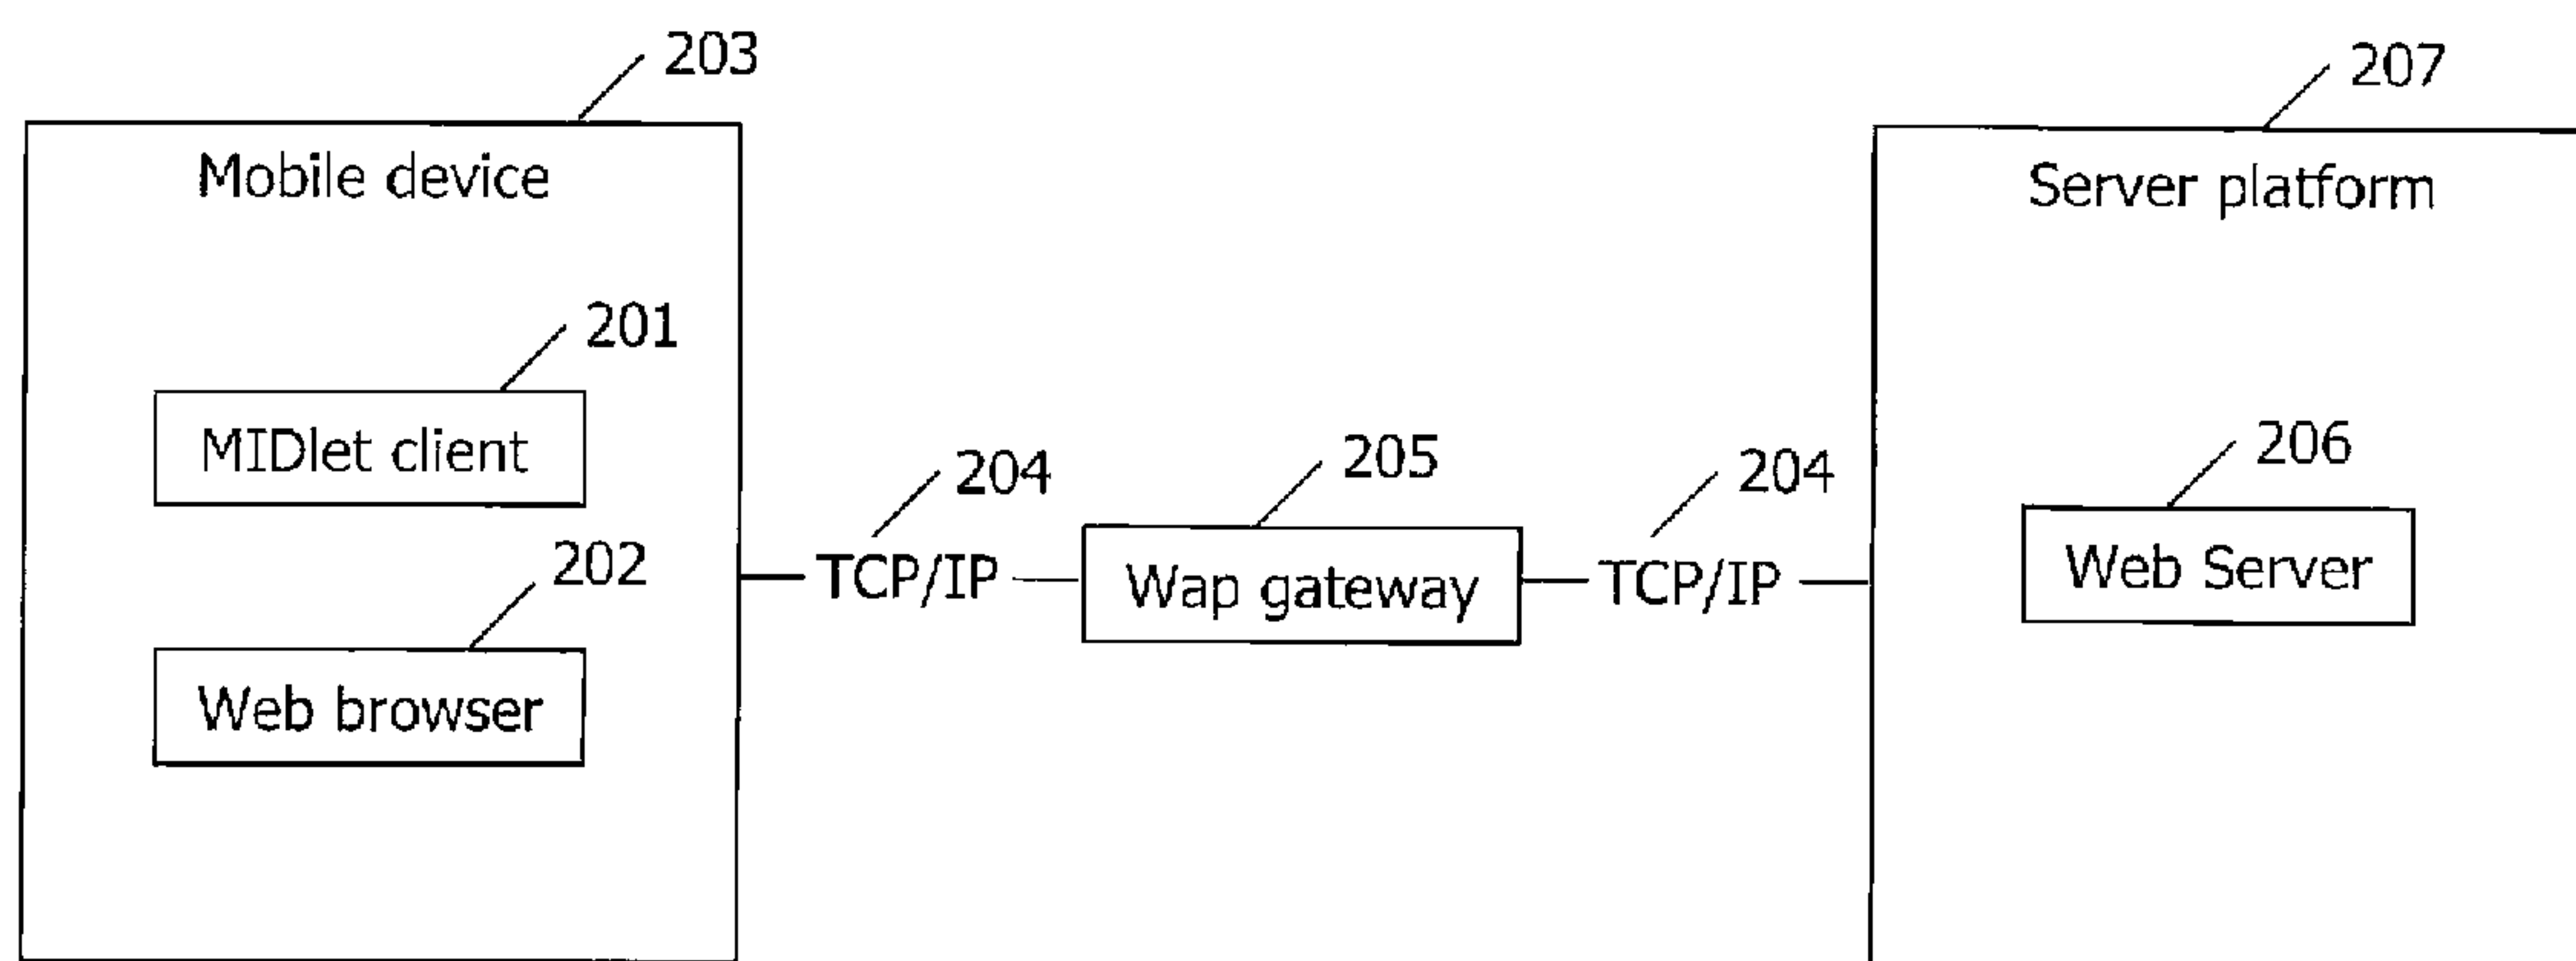 203
207
Mobile device
Server platform
201
MIDlet client
204
205
204
206
TCP/IP
Wap gateway
TCP/IP
Web Server
202
Web browser